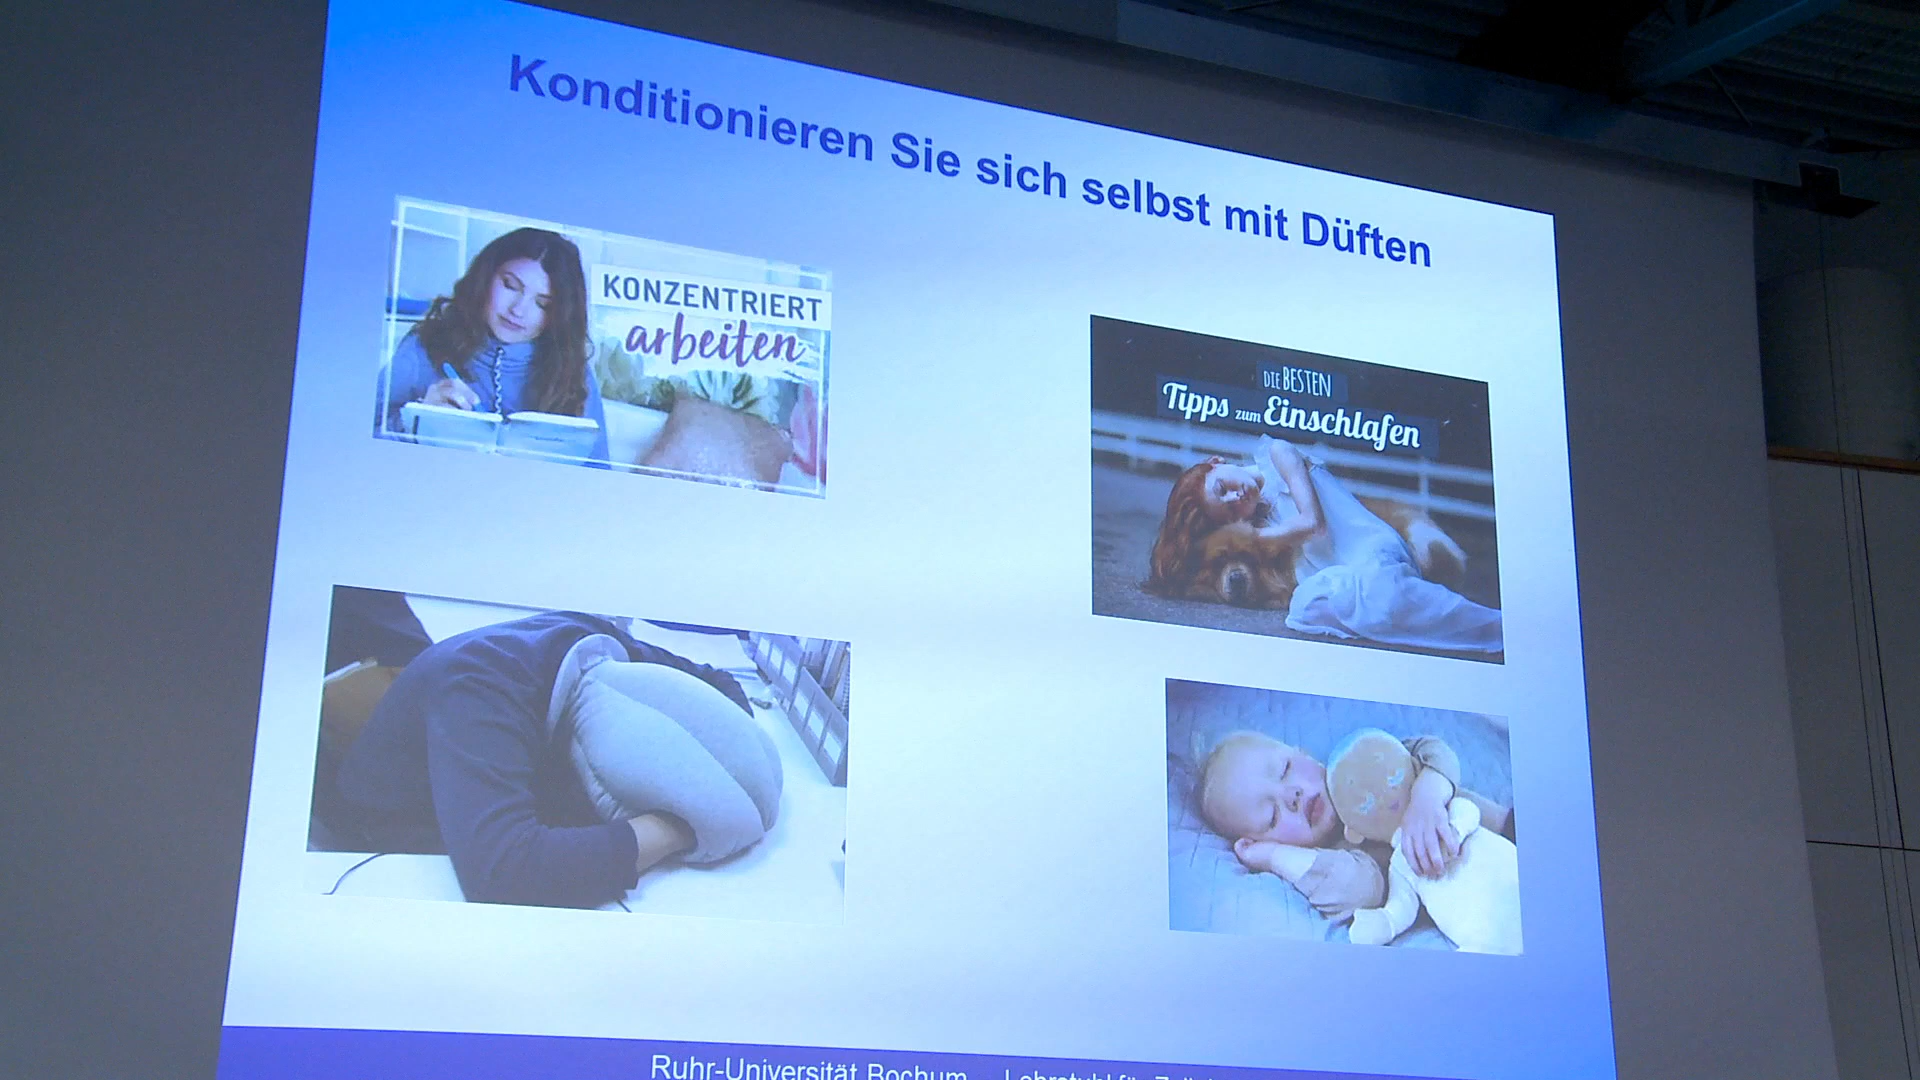 Konditionieren Sie sich selbst mit Düften
KONZENTRIERT
arbeiten
DIE BESTEN
Tipps zum Einschlafen
Ruhr-Universität Bochum